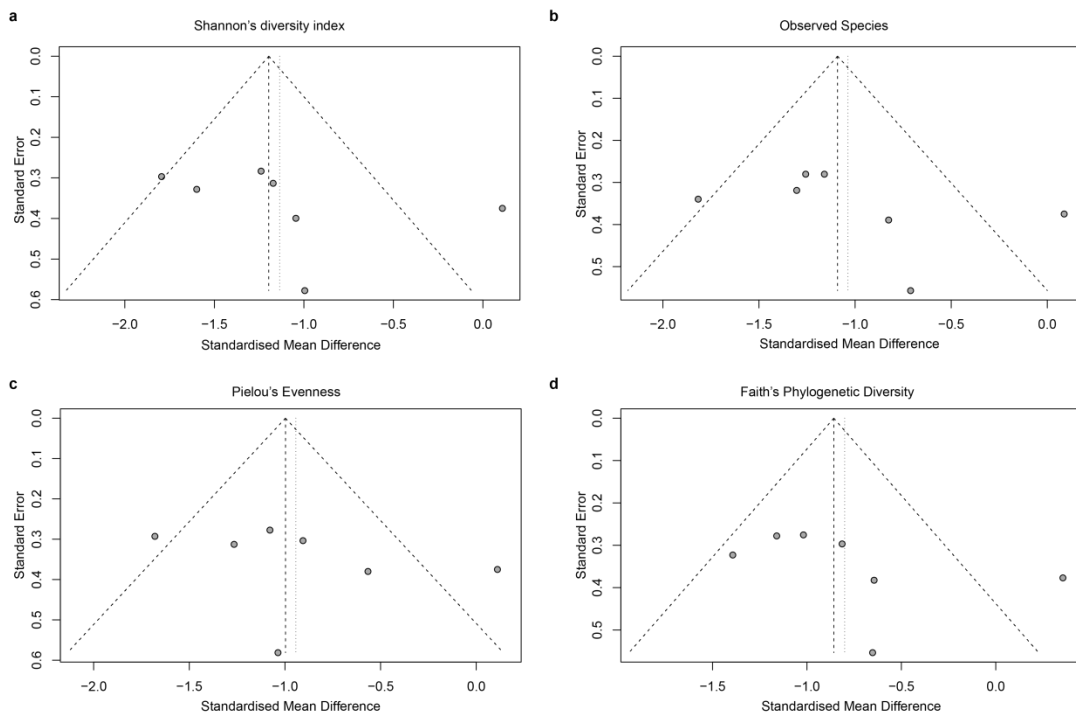 a
Shannon's diversity index
0.0
0.1
0.2
0.3
0.4
0.5
0.6
Standard Error
−2.0 −1.5 −1.0 −0.5 0.0
Standardised Mean Difference
b
Observed Species
0.0
0.1
0.2
0.3
0.4
0.5
Standard Error
−2.0 −1.5 −1.0 −0.5 0.0
Standardised Mean Difference
c
Pielou's Evenness
0.0
0.1
0.2
0.3
0.4
0.5
0.6
Standard Error
−2.0 −1.5 −1.0 −0.5 0.0
Standardised Mean Difference
d
Faith's Phylogenetic Diversity
0.0
0.1
0.2
0.3
0.4
0.5
Standard Error
−1.5 −1.0 −0.5 0.0
Standardised Mean Difference